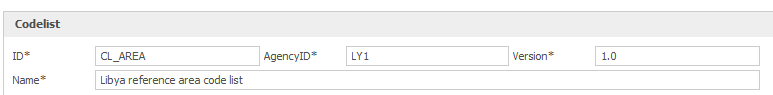 Codelist
ID* CL_AREA AgencyID* LY1 Version* 1.0
Name* Libya reference area code list